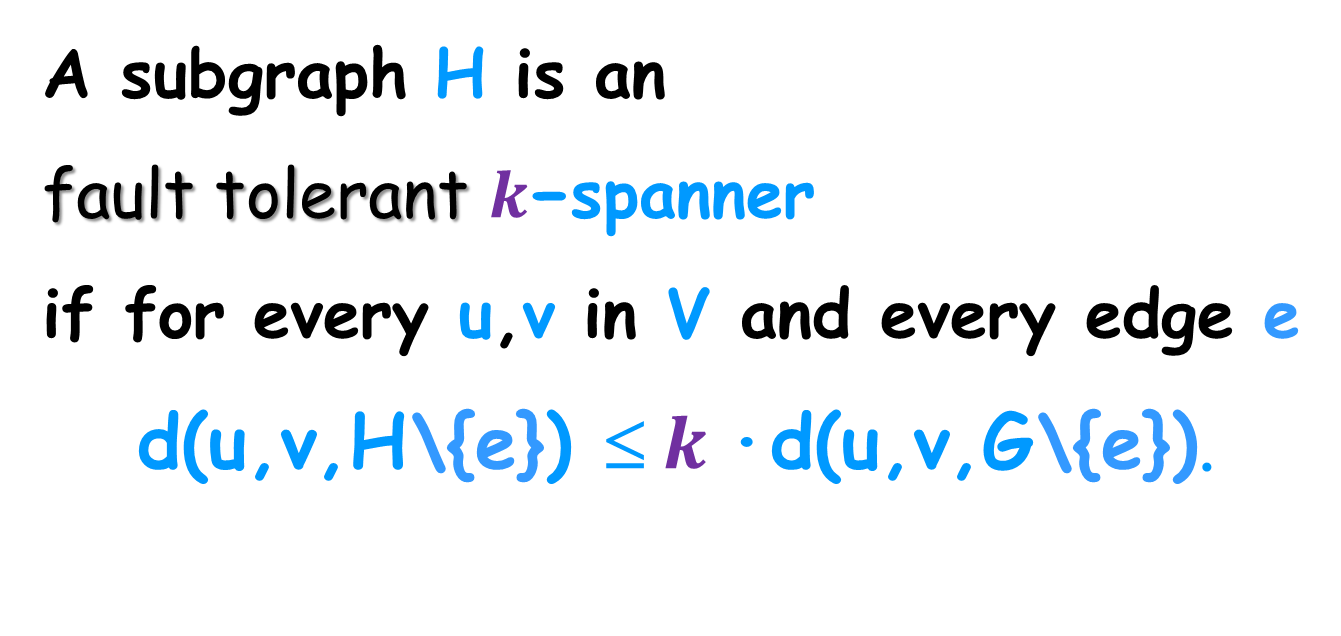 A subgraph H is an
fault tolerant k-spanner
if for every u,v in V and every edge e
d(u,v,H\{e}) ≤ k · d(u,v,G\{e}).